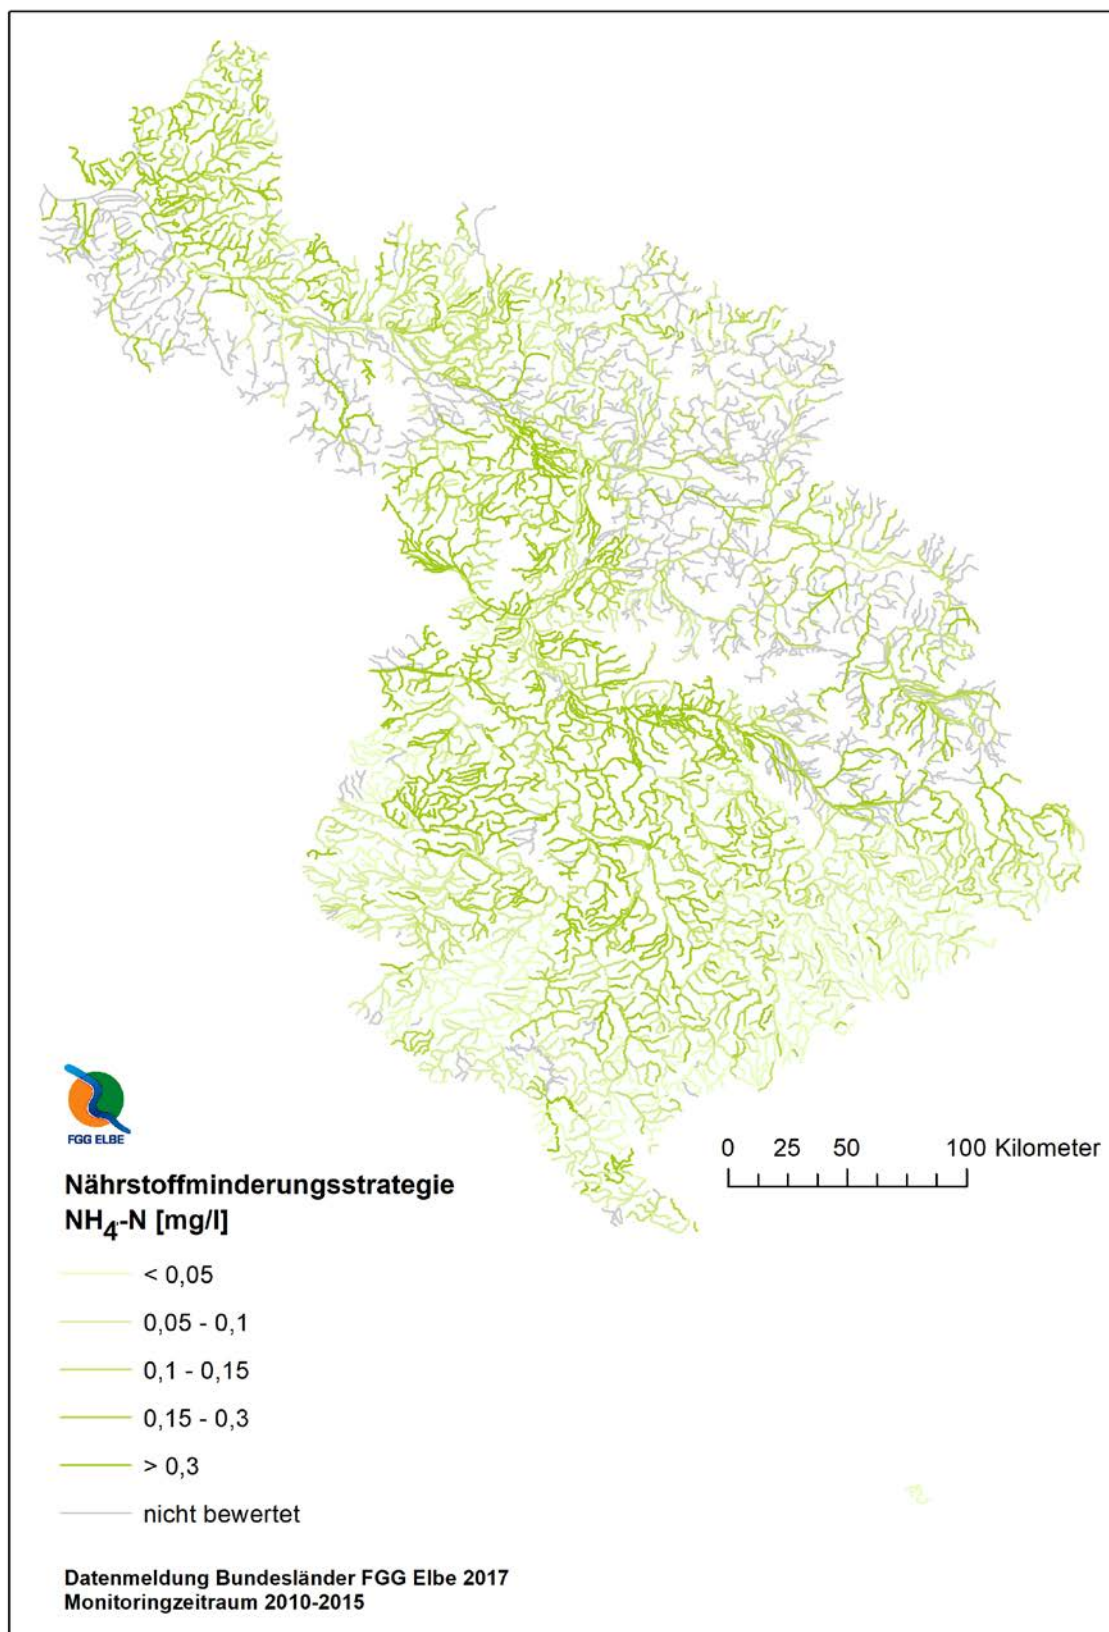 FGG ELBE
0 25 50 100 Kilometer
Nährstoffminderungsstrategie
NH4-N [mg/l]
< 0,05
0,05 - 0,1
0,1 - 0,15
0,15 - 0,3
> 0,3
nicht bewertet
Datenmeldung Bundesländer FGG Elbe 2017
Monitoringzeitraum 2010-2015